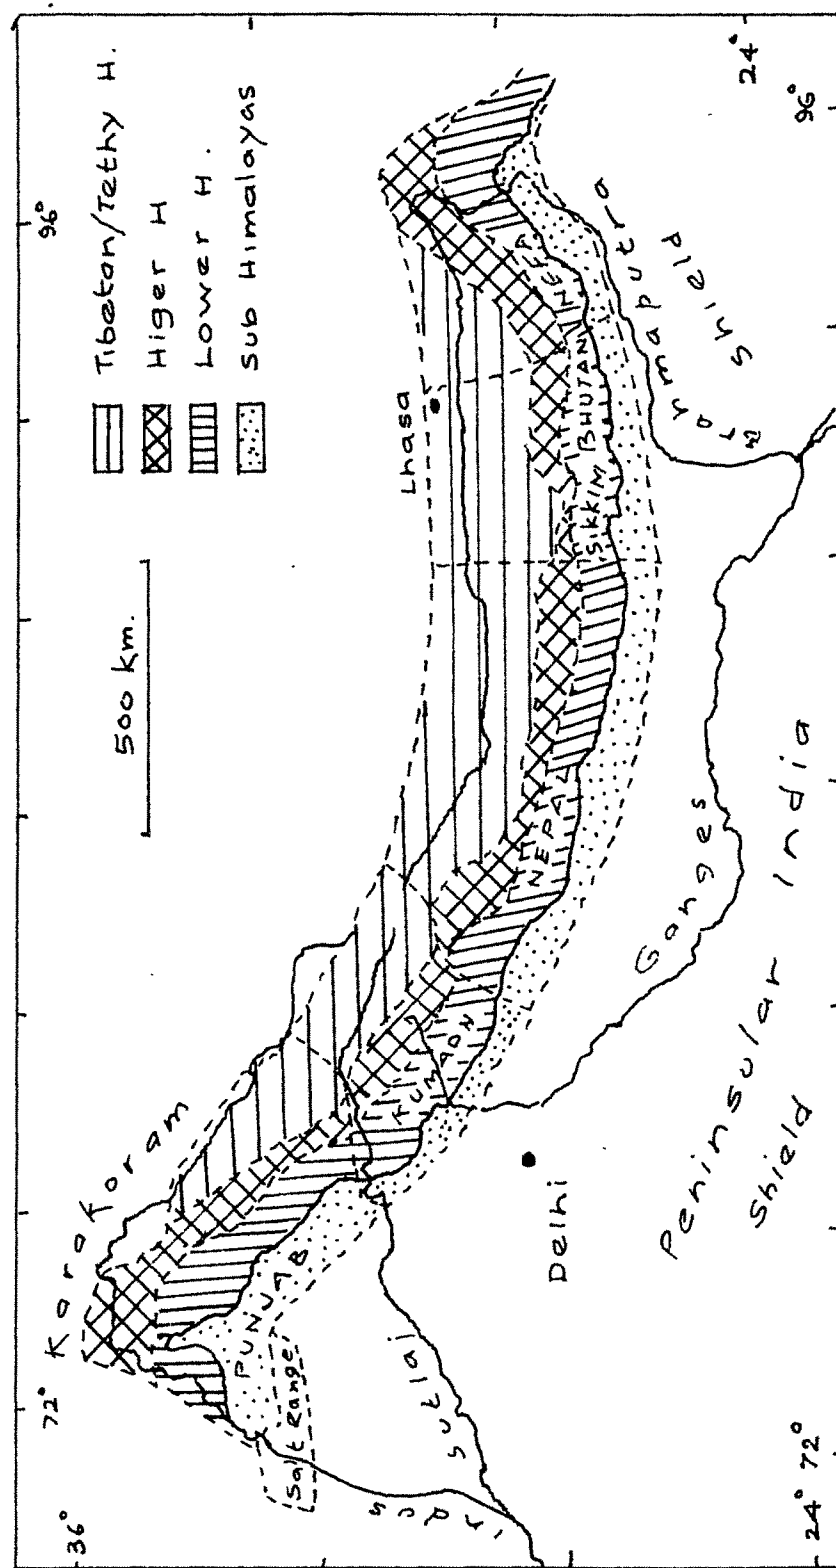 72°
96°
36°
Karakoram
500 km.
Tibetan/Tethy H.
Higer H
Lower H.
Sub Himalayas
Lhasa
PUNJAB
Salt Range
KUMAON
NEPAL
SIKKIM
BHUTAN
NEFA
Indus
Sutlaj
Delhi
Ganges
Brahmaputra
Shield
Peninsular India
Shield
24°
24°
72°
96°